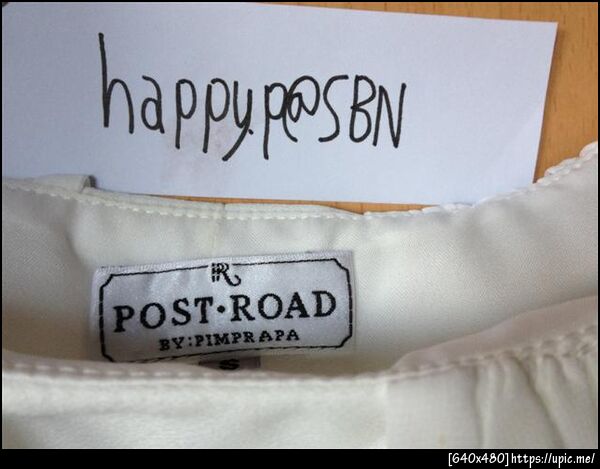 happy.p@SBN
R
POST·ROAD
BY:PIMPRAPA
S
[640x480]https://upic.me/